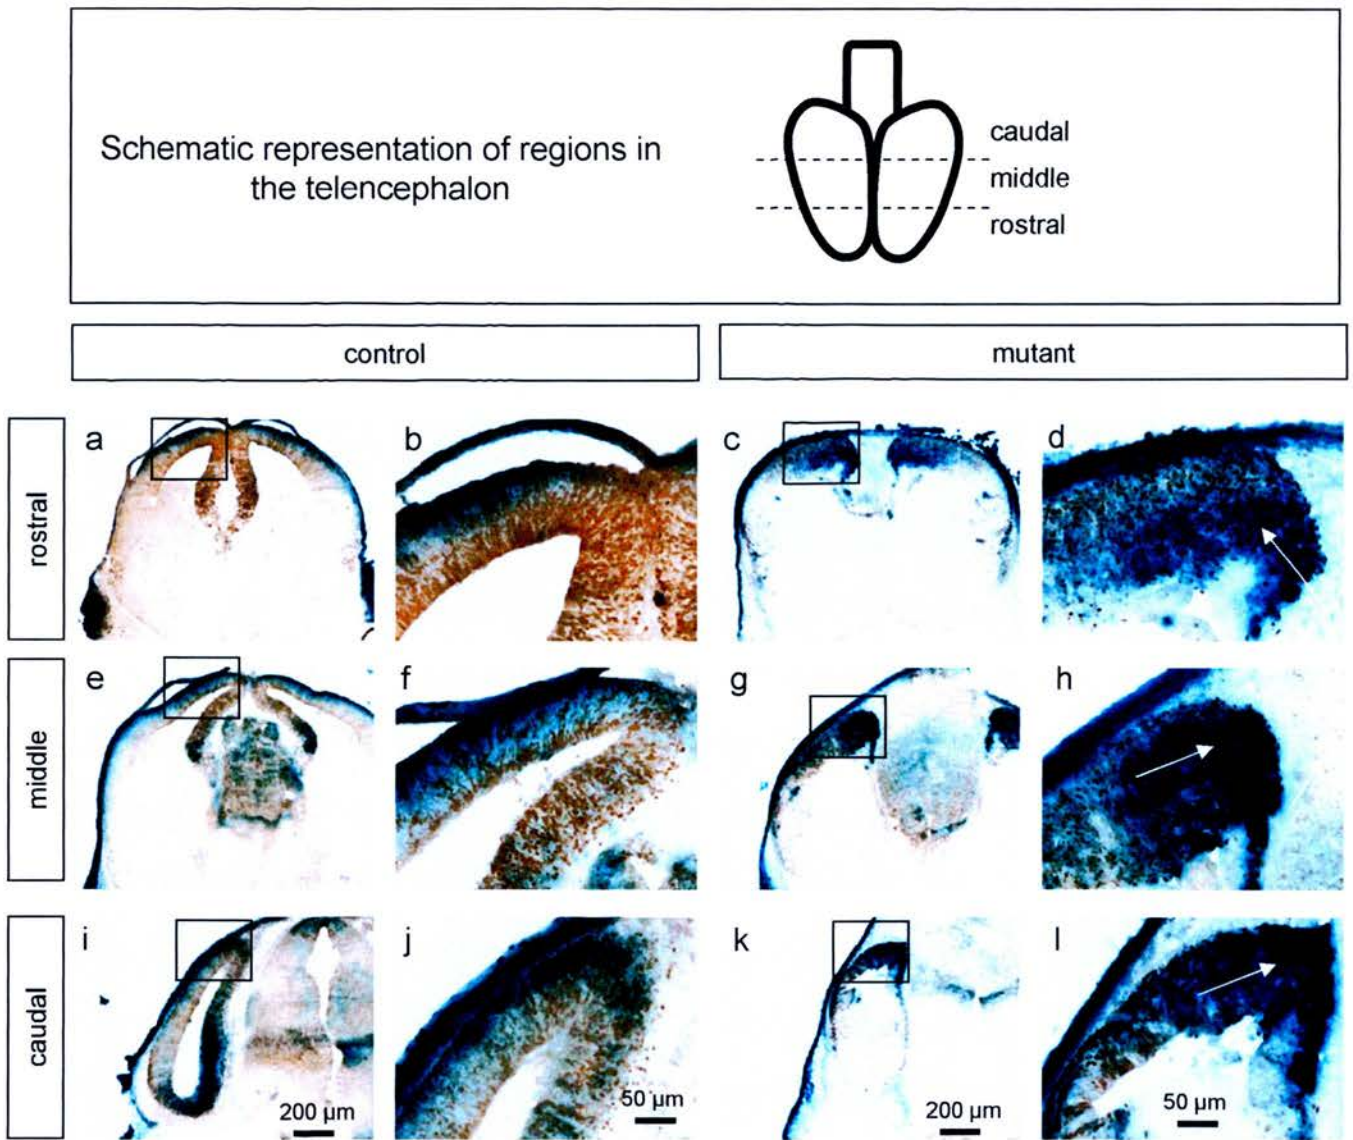 Schematic representation of regions in
the telencephalon
caudal
middle
rostral
control
mutant
rostral
a
b
c
d
middle
e
f
g
h
caudal
i
j
k
l
200 µm
50 µm
200 µm
50 µm